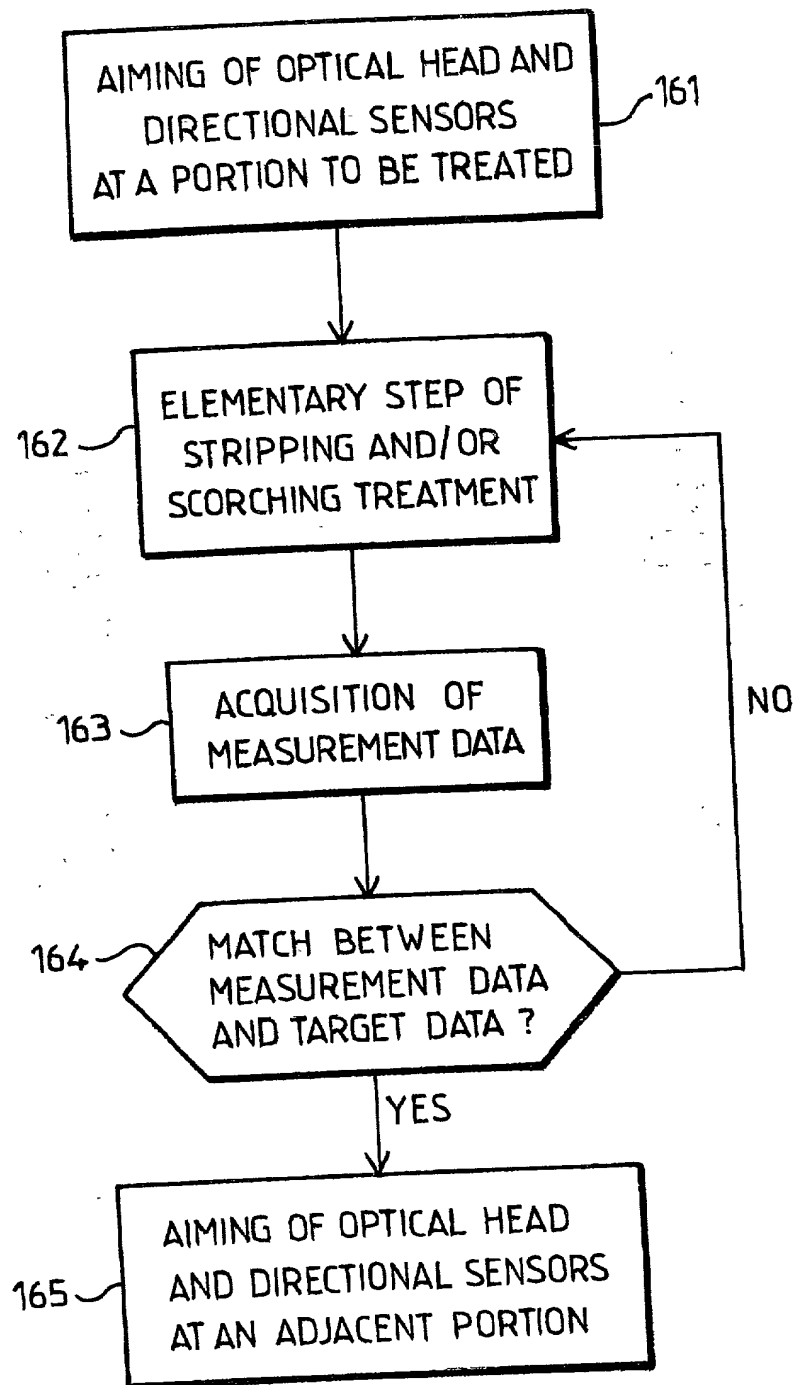 AIMING OF OPTICAL HEAD AND
DIRECTIONAL SENSORS
AT A PORTION TO BE TREATED
161
ELEMENTARY STEP OF
STRIPPING AND/OR
SCORCHING TREATMENT
162
ACQUISITION OF
MEASUREMENT DATA
163
NO
MATCH BETWEEN
MEASUREMENT DATA
AND TARGET DATA ?
164
YES
AIMING OF OPTICAL HEAD
AND DIRECTIONAL SENSORS
AT AN ADJACENT PORTION
165